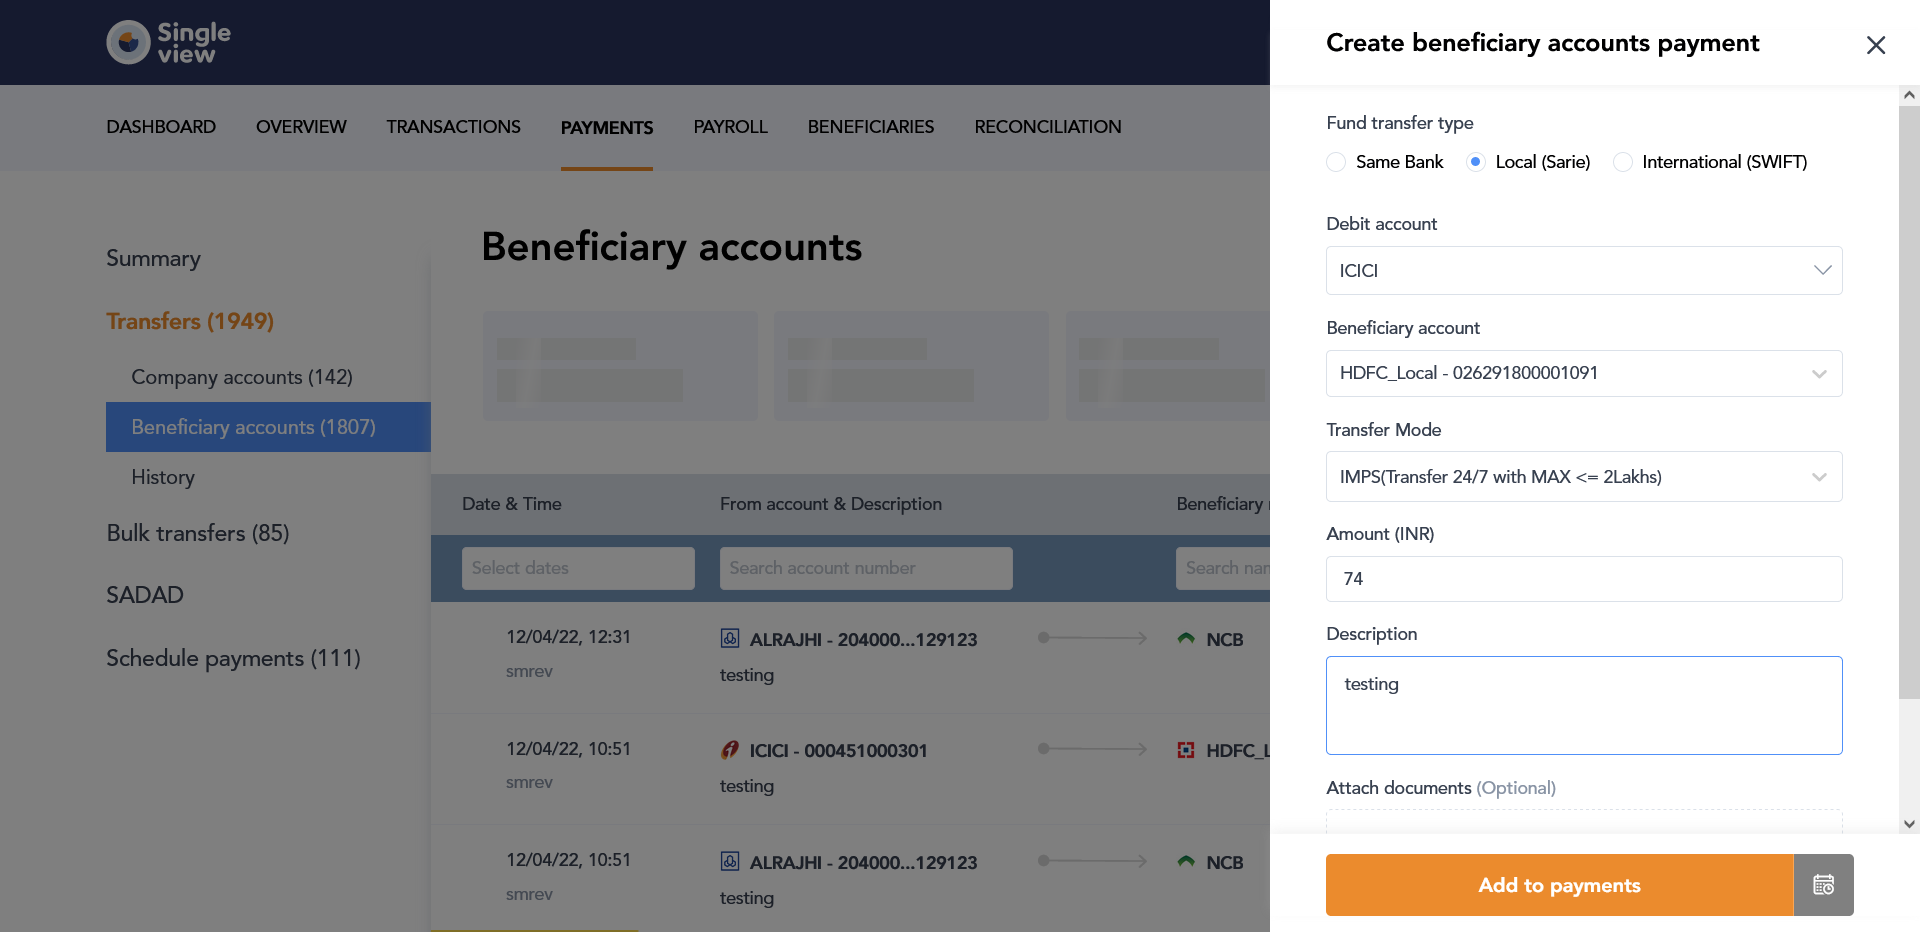 Single
view
DASHBOARD OVERVIEW TRANSACTIONS PAYMENTS PAYROLL BENEFICIARIES RECONCILIATION
Summary
Transfers (1949)
Company accounts (142)
Beneficiary accounts (1807)
History
Bulk transfers (85)
SADAD
Schedule payments (111)
Beneficiary accounts
Date & Time From account & Description Beneficiary
Select dates Search account number Search
12/04/22, 12:31 ALRAJHI - 204000...129123 NCB
smrev testing
12/04/22, 10:51 ICICI - 000451000301 HDFC_L
smrev testing
12/04/22, 10:51 ALRAJHI - 204000...129123 NCB
smrev testing
Create beneficiary accounts payment
Fund transfer type
Same Bank Local (Sarie) International (SWIFT)
Debit account
ICICI
Beneficiary account
HDFC_Local - 026291800001091
Transfer Mode
IMPS(Transfer 24/7 with MAX <= 2Lakhs)
Amount (INR)
74
Description
testing
Attach documents (Optional)
Add to payments